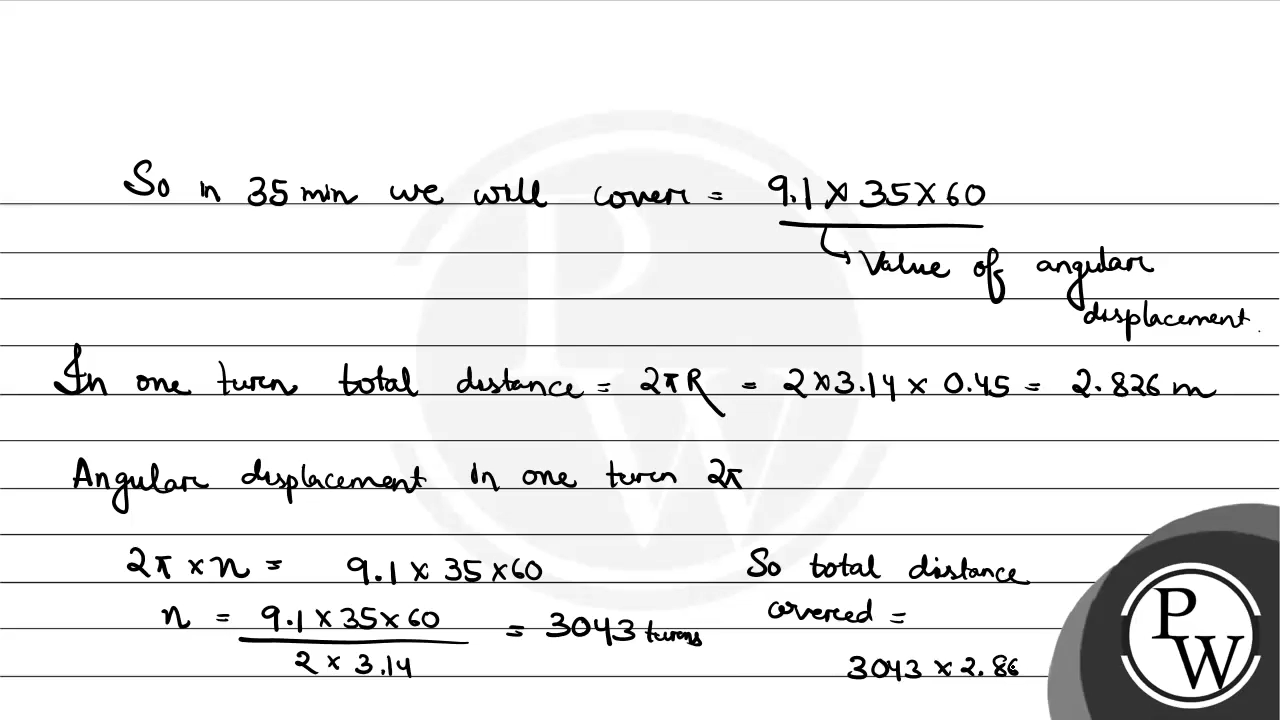 So in 35 min we will cover = 9.1 × 35 × 60
Value of angular
displacement.
In one turn total distance = 2πR = 2 × 3.14 × 0.45 = 2.826 m
Angular displacement in one turn 2π
2π × n = 9.1 × 35 × 60
n = 9.1 × 35 × 60 / 2 × 3.14 = 3043 turns
So total distance
covered =
3043 × 2.86
P
W
P
W